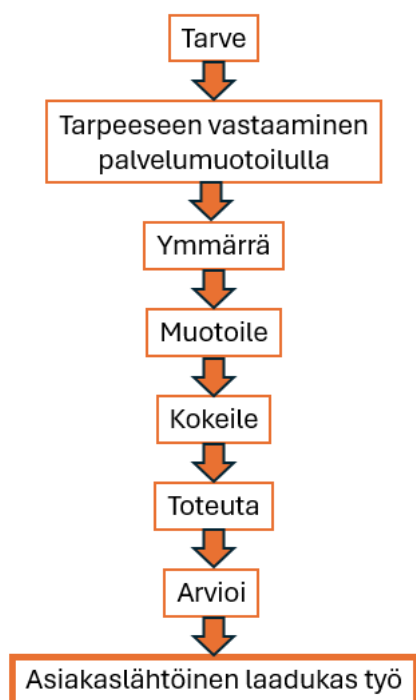 Tarve
Tarpeeseen vastaaminen
palvelumuotoilulla
Ymmärrä
Muotoile
Kokeile
Toteuta
Arvioi
Asiakaslähtöinen laadukas työ